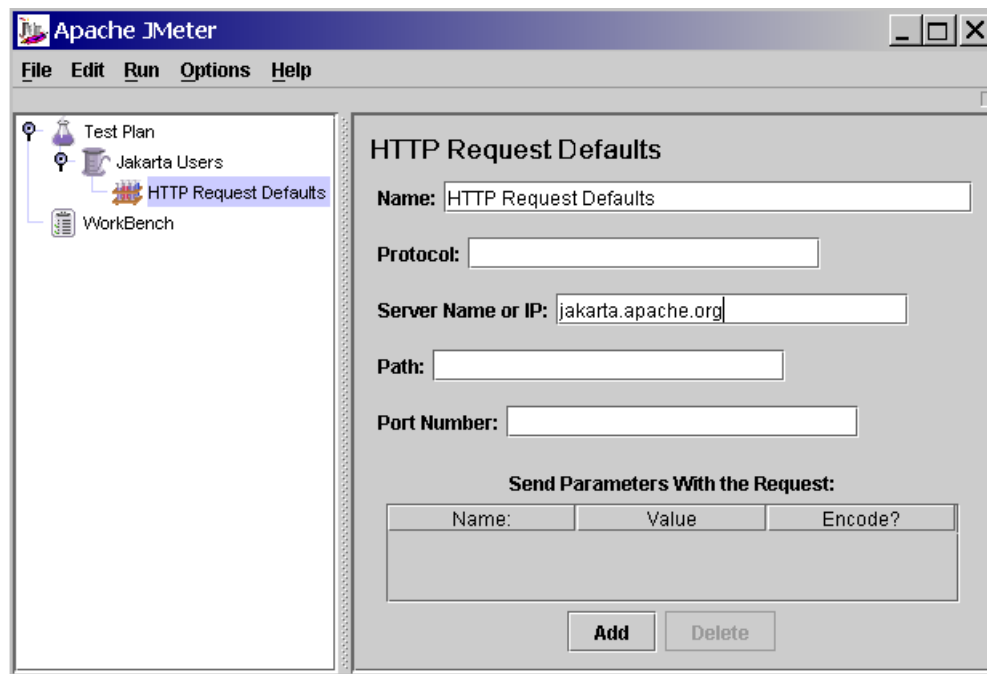 Apache JMeter
File Edit Run Options Help
Test Plan
Jakarta Users
HTTP Request Defaults
WorkBench
HTTP Request Defaults
Name: HTTP Request Defaults
Protocol:
Server Name or IP: jakarta.apache.org
Path:
Port Number:
Send Parameters With the Request:
Name: Value Encode?
Add Delete